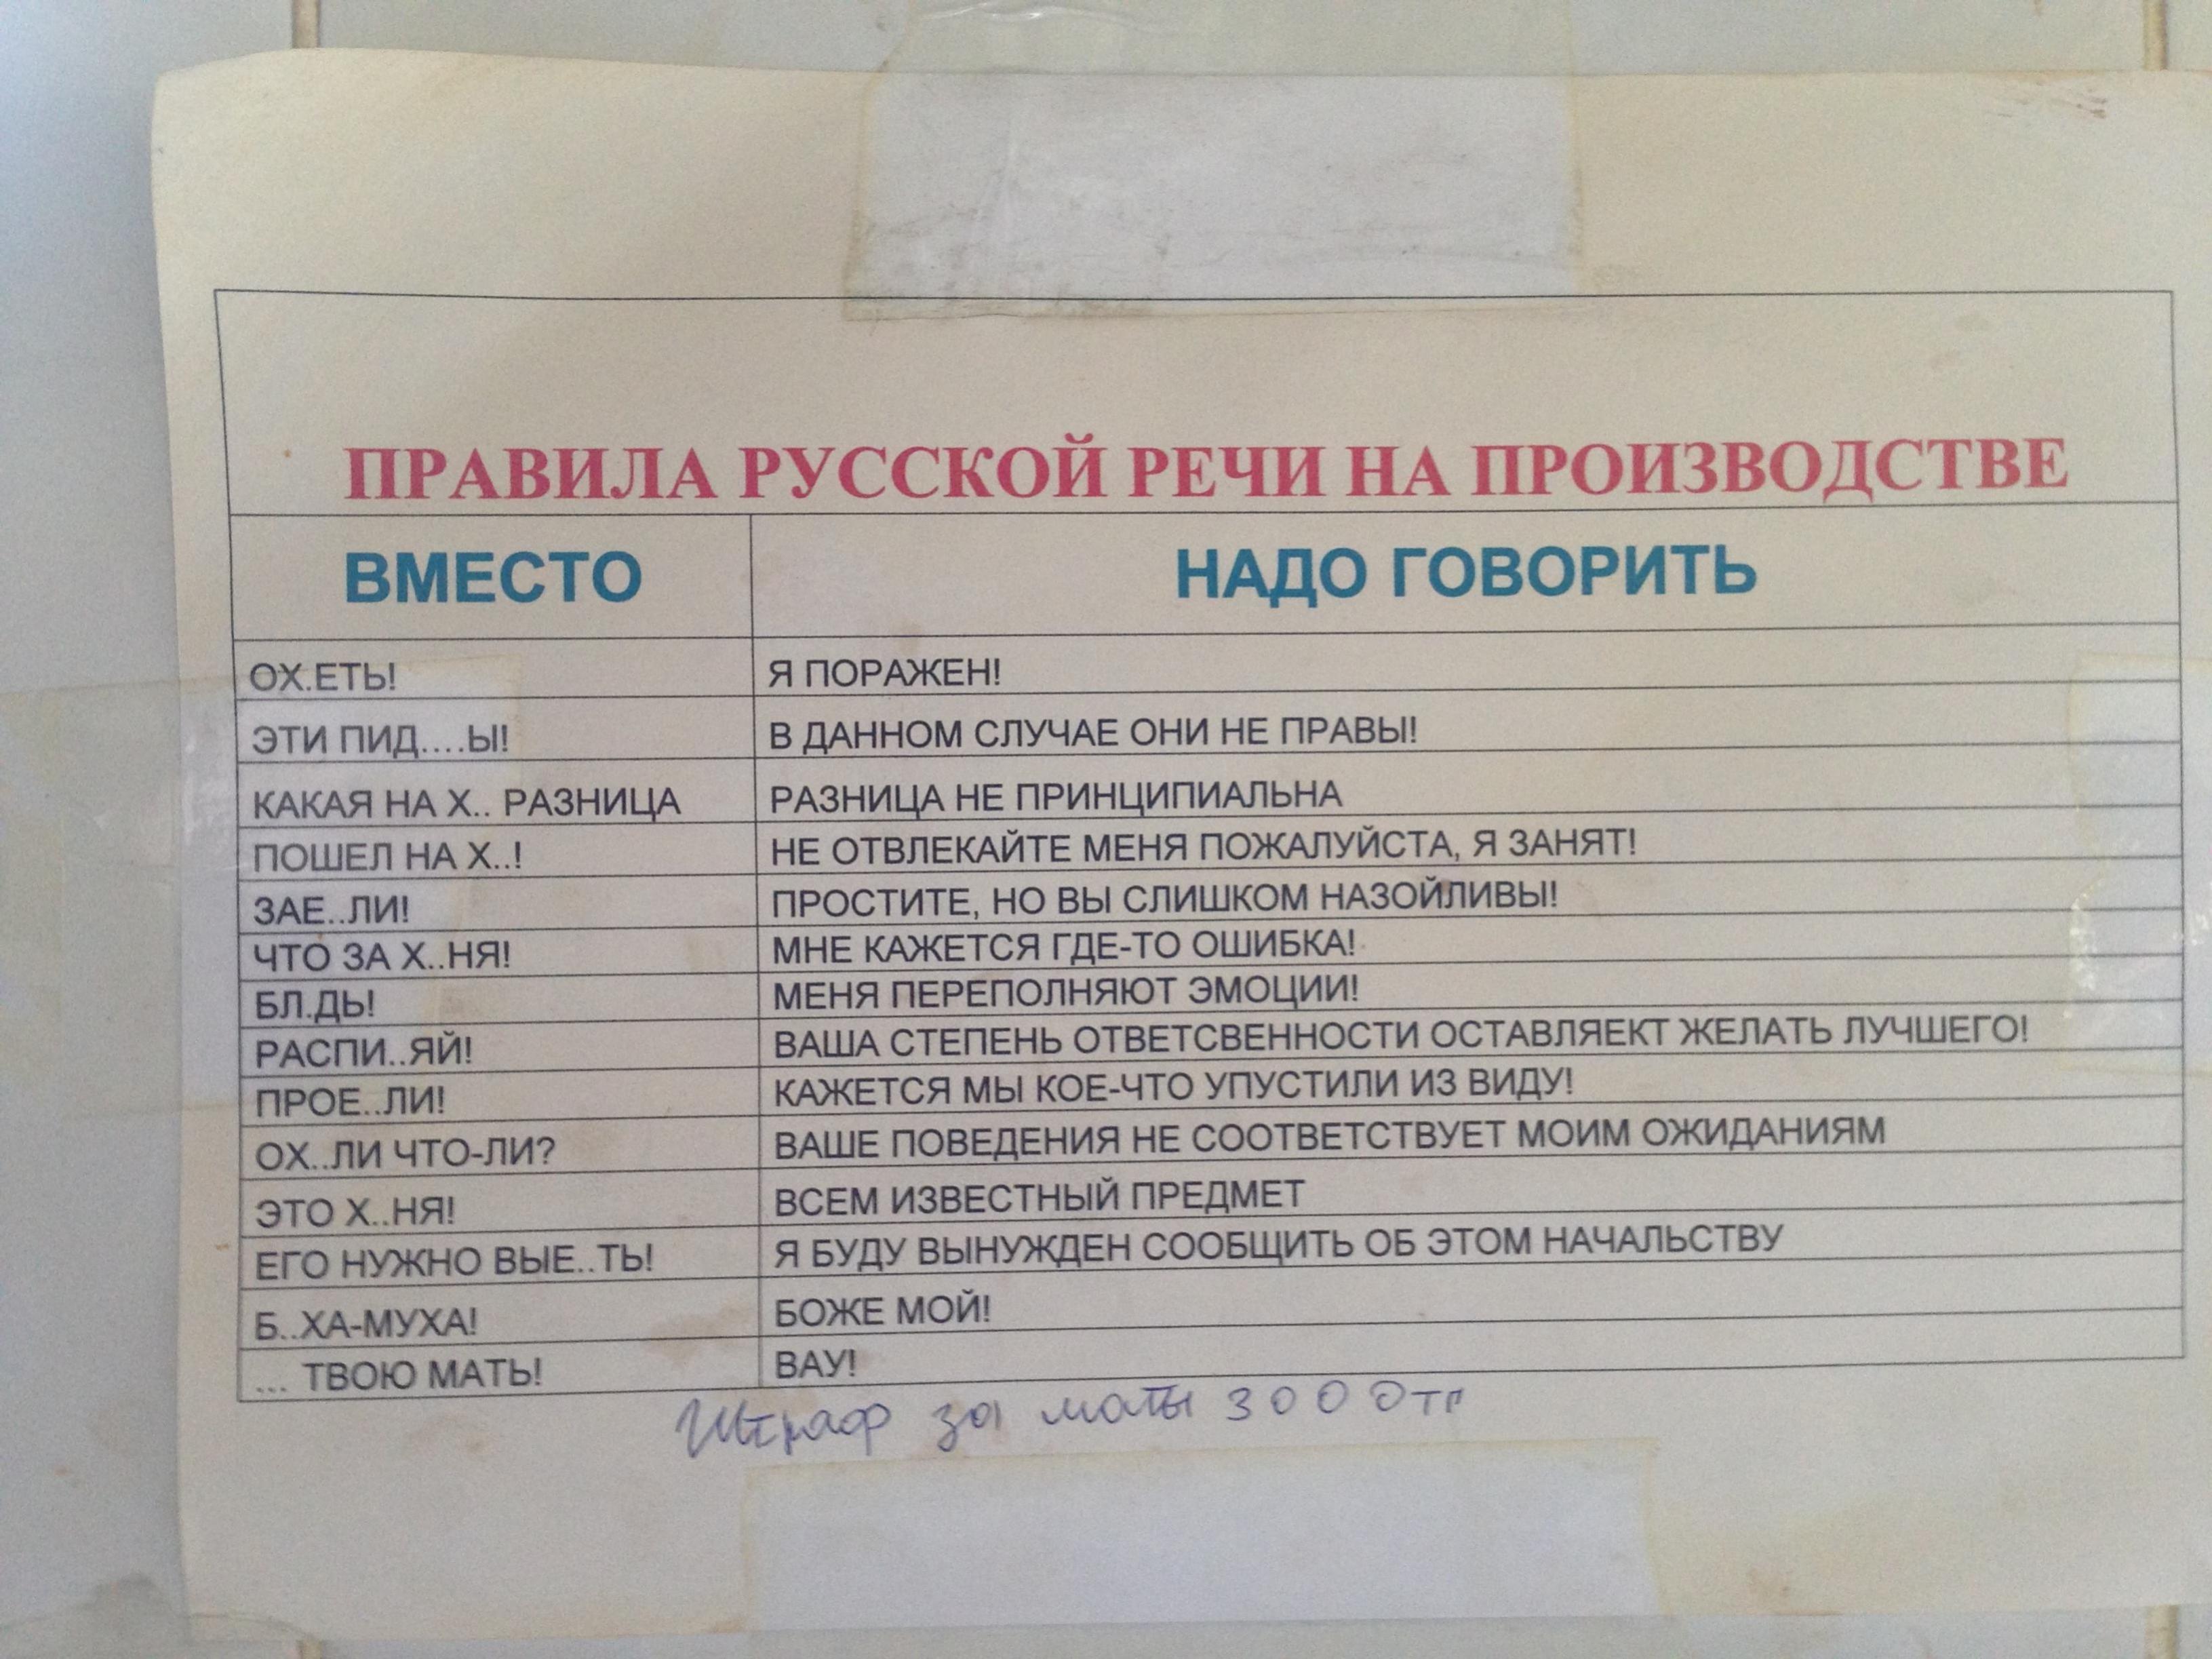 ПРАВИЛА РУССКОЙ РЕЧИ НА ПРОИЗВОДСТВЕ
ВМЕСТО НАДО ГОВОРИТЬ
ОХ.ЕТЬ! Я ПОРАЖЕН!
ЭТИ ПИД....Ы! В ДАННОМ СЛУЧАЕ ОНИ НЕ ПРАВЫ!
КАКАЯ НА Х.. РАЗНИЦА РАЗНИЦА НЕ ПРИНЦИПИАЛЬНА
ПОШЕЛ НА Х..! НЕ ОТВЛЕКАЙТЕ МЕНЯ ПОЖАЛУЙСТА, Я ЗАНЯТ!
ЗАЕ..ЛИ! ПРОСТИТЕ, НО ВЫ СЛИШКОМ НАЗОЙЛИВЫ!
ЧТО ЗА Х..НЯ! МНЕ КАЖЕТСЯ ГДЕ-ТО ОШИБКА!
БЛ.ДЬ! МЕНЯ ПЕРЕПОЛНЯЮТ ЭМОЦИИ!
РАСПИ..ЯЙ! ВАША СТЕПЕНЬ ОТВЕТСВЕННОСТИ ОСТАВЛЯЕКТ ЖЕЛАТЬ ЛУЧШЕГО!
ПРОЕ..ЛИ! КАЖЕТСЯ МЫ КОЕ-ЧТО УПУСТИЛИ ИЗ ВИДУ!
ОХ..ЛИ ЧТО-ЛИ? ВАШЕ ПОВЕДЕНИЯ НЕ СООТВЕТСТВУЕТ МОИМ ОЖИДАНИЯМ
ЭТО Х..НЯ! ВСЕМ ИЗВЕСТНЫЙ ПРЕДМЕТ
ЕГО НУЖНО ВЫЕ..ТЬ! Я БУДУ ВЫНУЖДЕН СООБЩИТЬ ОБ ЭТОМ НАЧАЛЬСТВУ
Б..ХА-МУХА! БОЖЕ МОЙ!
... ТВОЮ МАТЬ! ВАУ!
Штраф за маты 3000тг